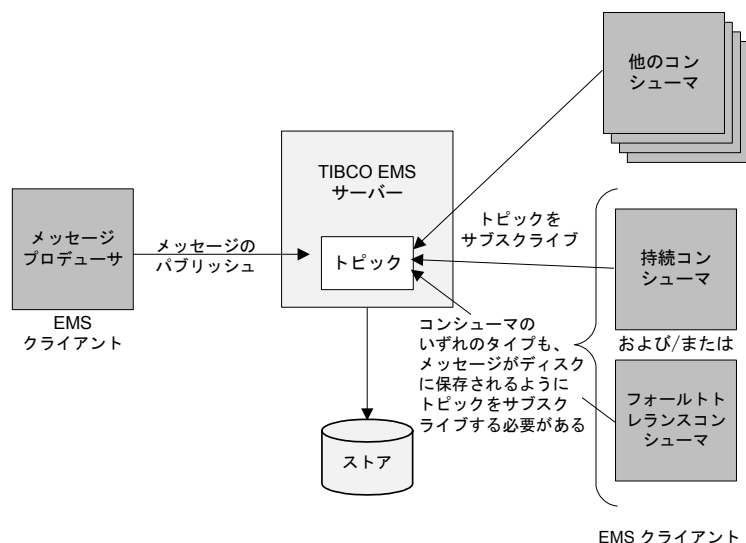 他のコン
シューマ
TIBCO EMS
サーバー
メッセージ
プロデューサ
メッセージの
パブリッシュ
トピック
トピックを
サブスクライブ
持続コン
シューマ
EMS
クライアント
コンシューマの
いずれのタイプも、
メッセージがディスク
に保存されるように
トピックをサブスク
ライブする必要がある
および/または
フォールトト
レランスコン
シューマ
ストア
EMS クライアント